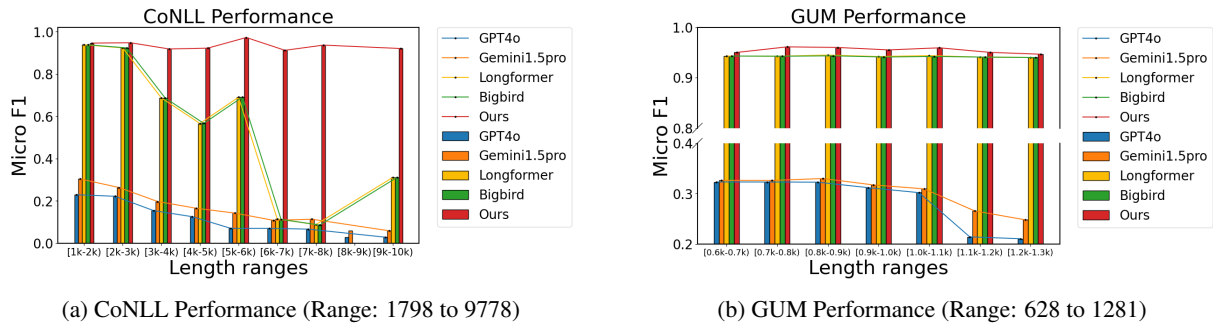 CoNLL Performance
Micro F1
1.0
0.8
0.6
0.4
0.2
0.0
[1k-2k) [2k-3k) [3k-4k) [4k-5k) [5k-6k) [6k-7k) [7k-8k) [8k-9k) [9k-10k)
Length ranges
GPT4o
Gemini1.5pro
Longformer
Bigbird
Ours
GPT4o
Gemini1.5pro
Longformer
Bigbird
Ours
(a) CoNLL Performance (Range: 1798 to 9778)
GUM Performance
Micro F1
0.9
0.8
0.4
0.3
0.2
[0.6k-0.7k) [0.7k-0.8k) [0.8k-0.9k) [0.9k-1.0k) [1.0k-1.1k) [1.1k-1.2k) [1.2k-1.3k)
Length ranges
GPT4o
Gemini1.5pro
Longformer
Bigbird
Ours
GPT4o
Gemini1.5pro
Longformer
Bigbird
Ours
(b) GUM Performance (Range: 628 to 1281)